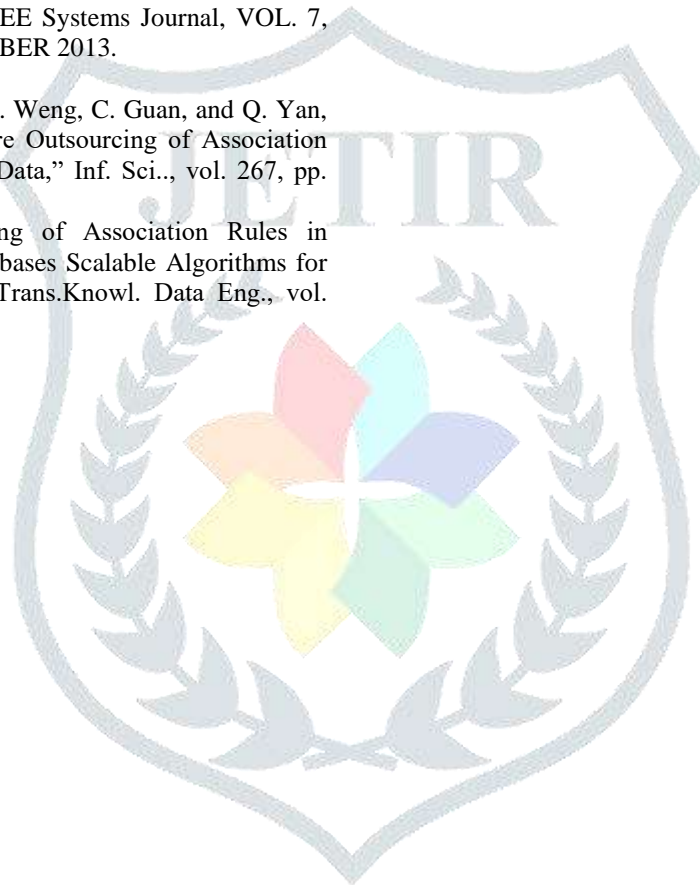 EE Systems Journal, VOL. 7,
BER 2013.
. Weng, C. Guan, and Q. Yan,
re Outsourcing of Association
Data,” Inf. Sci.., vol. 267, pp.
ng of Association Rules in
bases Scalable Algorithms for
Trans.Knowl. Data Eng., vol.
JETIR